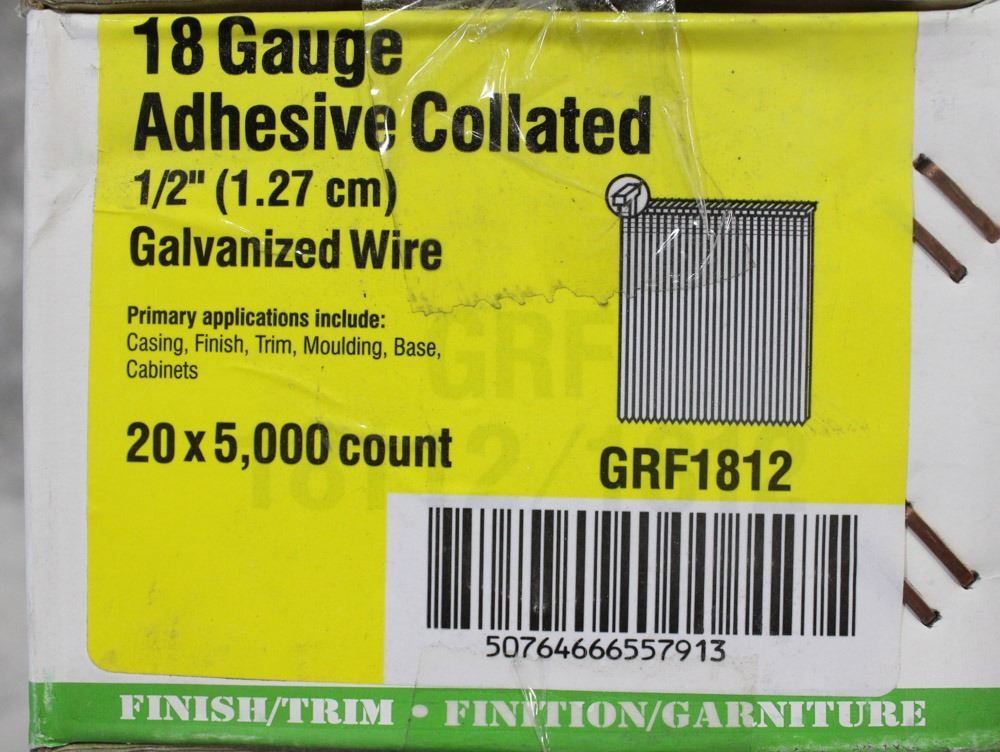 18 Gauge
Adhesive Collated
1/2" (1.27 cm)
Galvanized Wire
Primary applications include:
Casing, Finish, Trim, Moulding, Base,
Cabinets
20 x 5,000 count
GRF
GRF1812
50764666557913
FINISH/TRIM • FINITION/GARNITURE